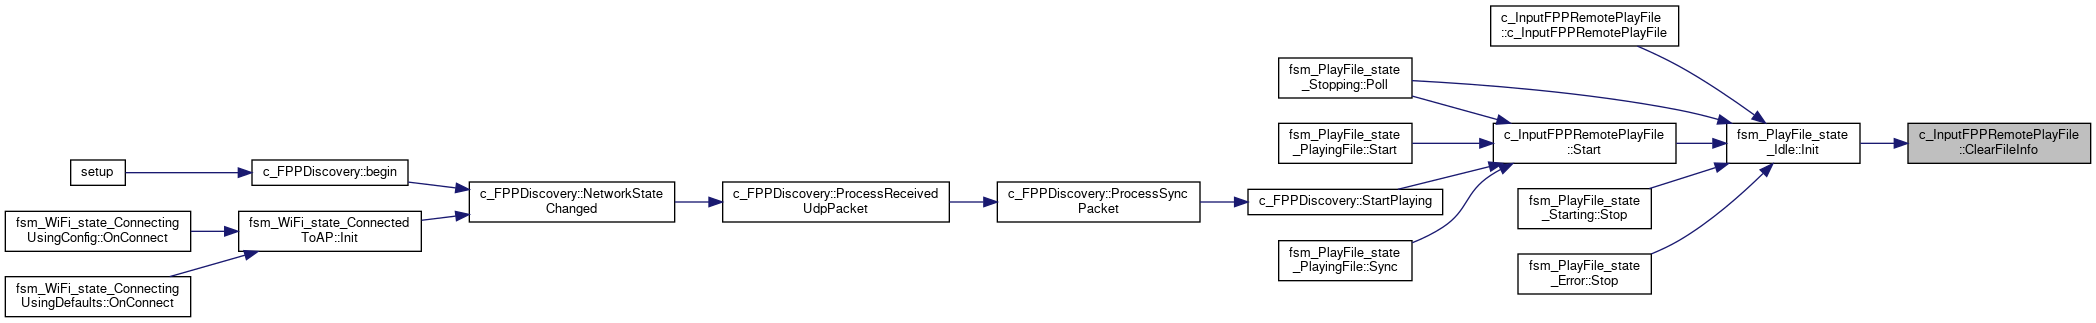 setup
fsm_WiFi_state_Connecting
UsingConfig::OnConnect
fsm_WiFi_state_Connecting
UsingDefaults::OnConnect
c_FPPDiscovery::begin
fsm_WiFi_state_Connected
ToAP::Init
c_FPPDiscovery::NetworkState
Changed
c_FPPDiscovery::ProcessReceived
UdpPacket
c_FPPDiscovery::ProcessSync
Packet
fsm_PlayFile_state
_Stopping::Poll
fsm_PlayFile_state
_PlayingFile::Start
c_FPPDiscovery::StartPlaying
fsm_PlayFile_state
_PlayingFile::Sync
c_InputFPPRemotePlayFile
::c_InputFPPRemotePlayFile
c_InputFPPRemotePlayFile
::Start
fsm_PlayFile_state
_Starting::Stop
fsm_PlayFile_state
_Error::Stop
fsm_PlayFile_state
_Idle::Init
c_InputFPPRemotePlayFile
::ClearFileInfo